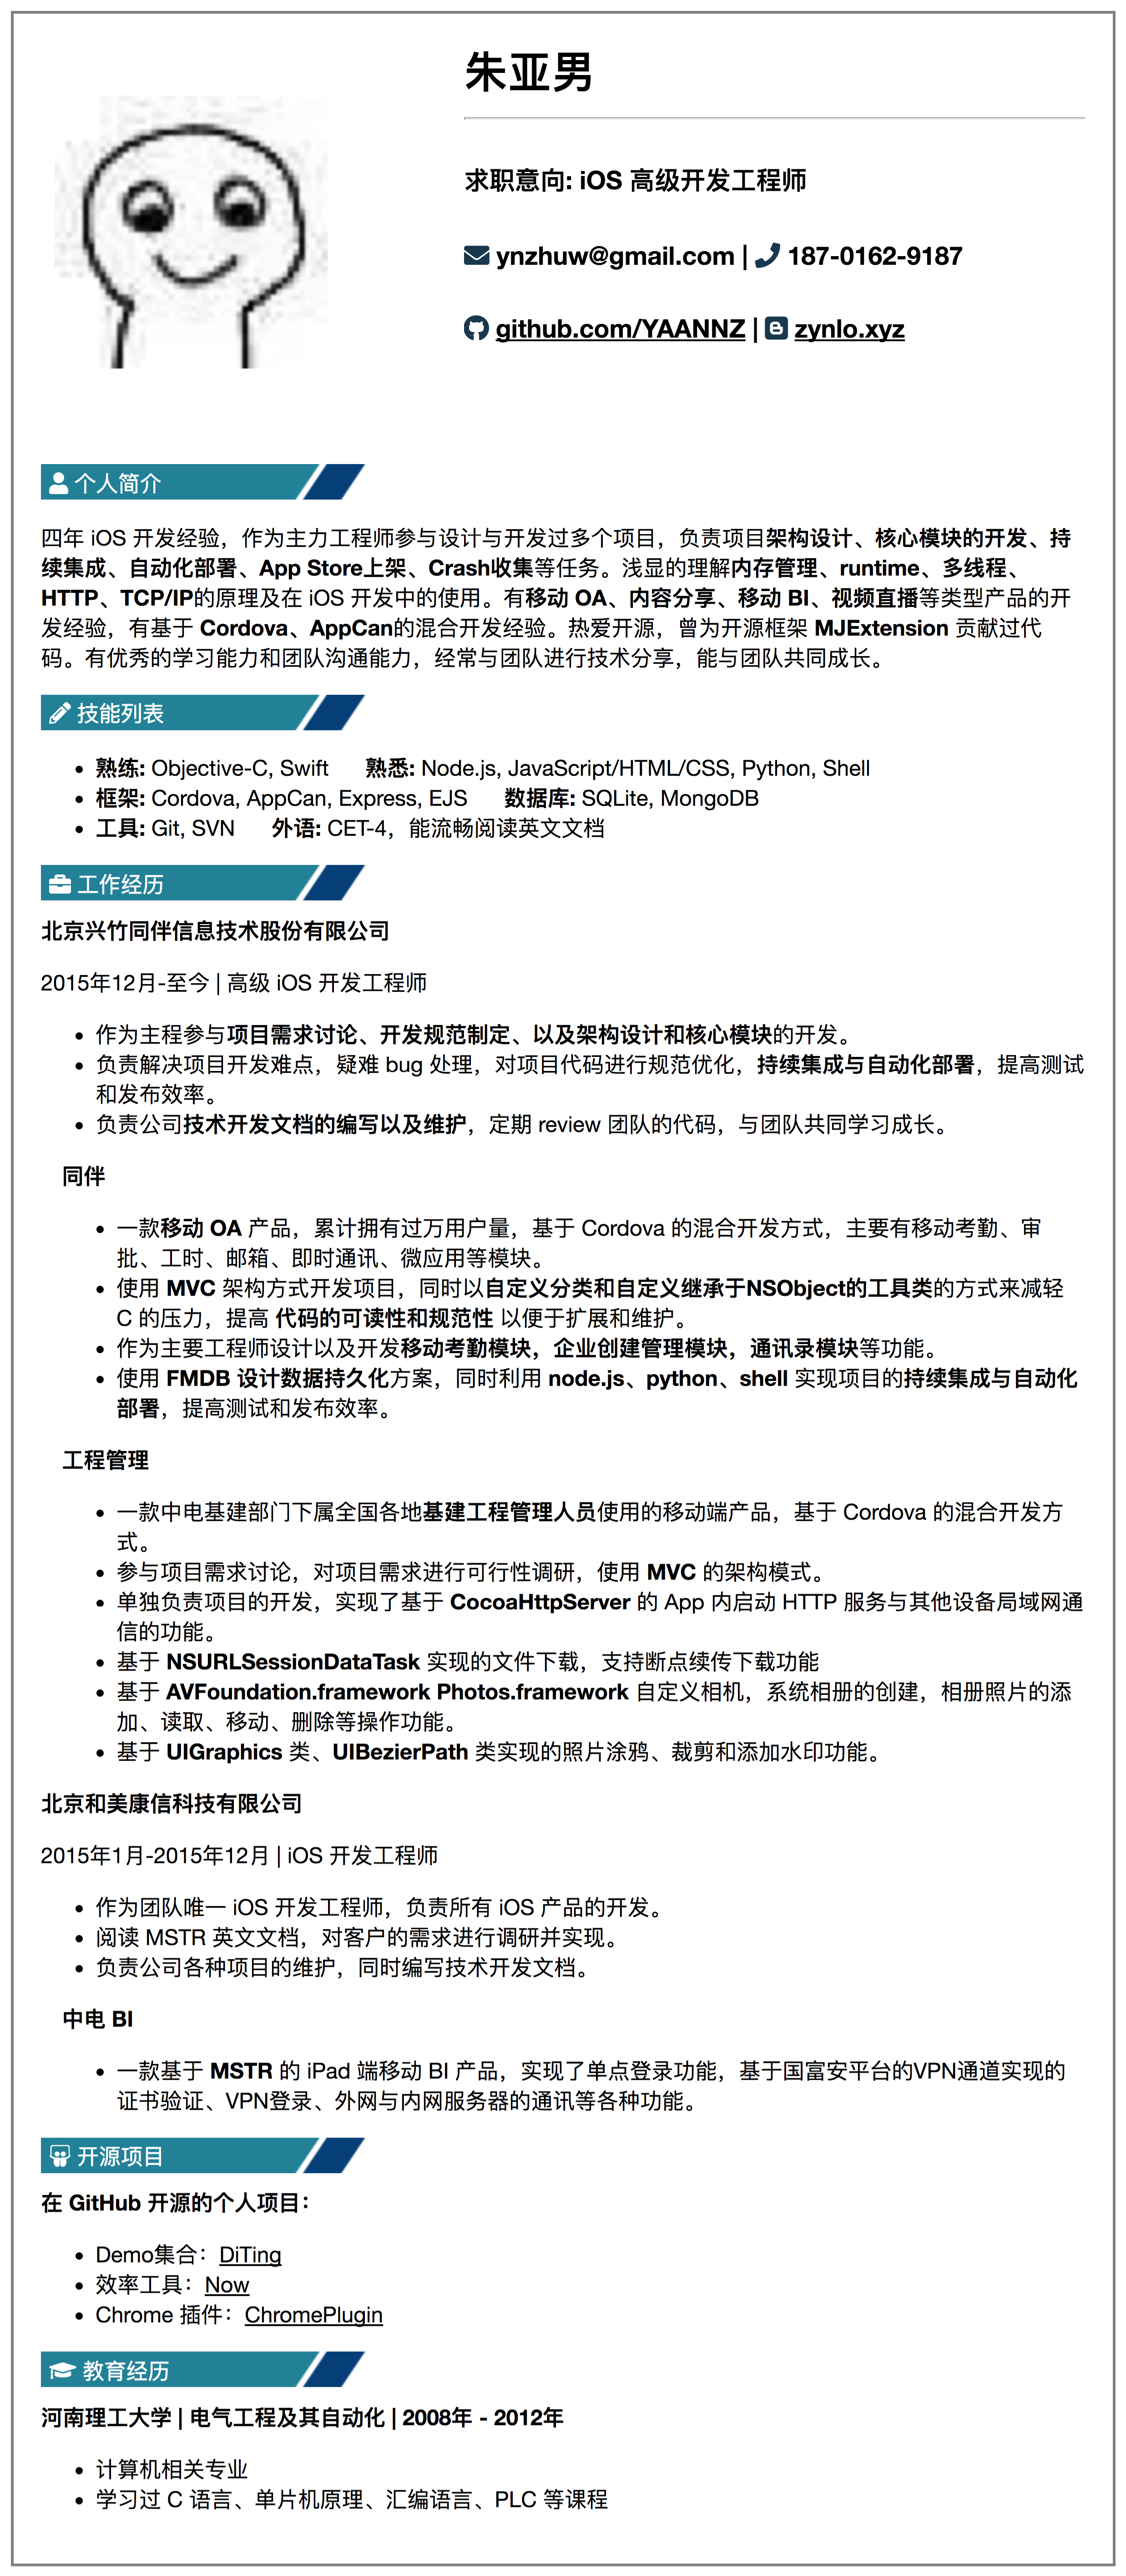 朱亚男
求职意向: iOS 高级开发工程师
ynzhuw@gmail.com | 187-0162-9187
github.com/YAANNZ | zynlo.xyz
个人简介
四年 iOS 开发经验，作为主力工程师参与设计与开发过多个项目，负责项目架构设计、核心模块的开发、持
续集成、自动化部署、App Store上架、Crash收集等任务。浅显的理解内存管理、runtime、多线程、
HTTP、TCP/IP的原理及在 iOS 开发中的使用。有移动 OA、内容分享、移动 BI、视频直播等类型产品的开
发经验，有基于 Cordova、AppCan的混合开发经验。热爱开源，曾为开源框架 MJExtension 贡献过代
码。有优秀的学习能力和团队沟通能力，经常与团队进行技术分享，能与团队共同成长。
技能列表
• 熟练: Objective-C, Swift 熟悉: Node.js, JavaScript/HTML/CSS, Python, Shell
• 框架: Cordova, AppCan, Express, EJS 数据库: SQLite, MongoDB
• 工具: Git, SVN 外语: CET-4，能流畅阅读英文文档
工作经历
北京兴竹同伴信息技术股份有限公司
2015年12月-至今 | 高级 iOS 开发工程师
• 作为主程参与项目需求讨论、开发规范制定、以及架构设计和核心模块的开发。
• 负责解决项目开发难点，疑难 bug 处理，对项目代码进行规范优化，持续集成与自动化部署，提高测试
和发布效率。
• 负责公司技术开发文档的编写以及维护，定期 review 团队的代码，与团队共同学习成长。
同伴
• 一款移动 OA 产品，累计拥有过万用户量，基于 Cordova 的混合开发方式，主要有移动考勤、审
批、工时、邮箱、即时通讯、微应用等模块。
• 使用 MVC 架构方式开发项目，同时以自定义分类和自定义继承于NSObject的工具类的方式来减轻
C 的压力，提高 代码的可读性和规范性 以便于扩展和维护。
• 作为主要工程师设计以及开发移动考勤模块，企业创建管理模块，通讯录模块等功能。
• 使用 FMDB 设计数据持久化方案，同时利用 node.js、python、shell 实现项目的持续集成与自动化
部署，提高测试和发布效率。
工程管理
• 一款中电基建部门下属全国各地基建工程管理人员使用的移动端产品，基于 Cordova 的混合开发方
式。
• 参与项目需求讨论，对项目需求进行可行性调研，使用 MVC 的架构模式。
• 单独负责项目的开发，实现了基于 CocoaHttpServer 的 App 内启动 HTTP 服务与其他设备局域网通
信的功能。
• 基于 NSURLSessionDataTask 实现的文件下载，支持断点续传下载功能
• 基于 AVFoundation.framework Photos.framework 自定义相机，系统相册的创建，相册照片的添
加、读取、移动、删除等操作功能。
• 基于 UIGraphics 类、UIBezierPath 类实现的照片涂鸦、裁剪和添加水印功能。
北京和美康信科技有限公司
2015年1月-2015年12月 | iOS 开发工程师
• 作为团队唯一 iOS 开发工程师，负责所有 iOS 产品的开发。
• 阅读 MSTR 英文文档，对客户的需求进行调研并实现。
• 负责公司各种项目的维护，同时编写技术开发文档。
中电 BI
• 一款基于 MSTR 的 iPad 端移动 BI 产品，实现了单点登录功能，基于国富安平台的VPN通道实现的
证书验证、VPN登录、外网与内网服务器的通讯等各种功能。
开源项目
在 GitHub 开源的个人项目：
• Demo集合：DiTing
• 效率工具：Now
• Chrome 插件：ChromePlugin
教育经历
河南理工大学 | 电气工程及其自动化 | 2008年 - 2012年
• 计算机相关专业
• 学习过 C 语言、单片机原理、汇编语言、PLC 等课程